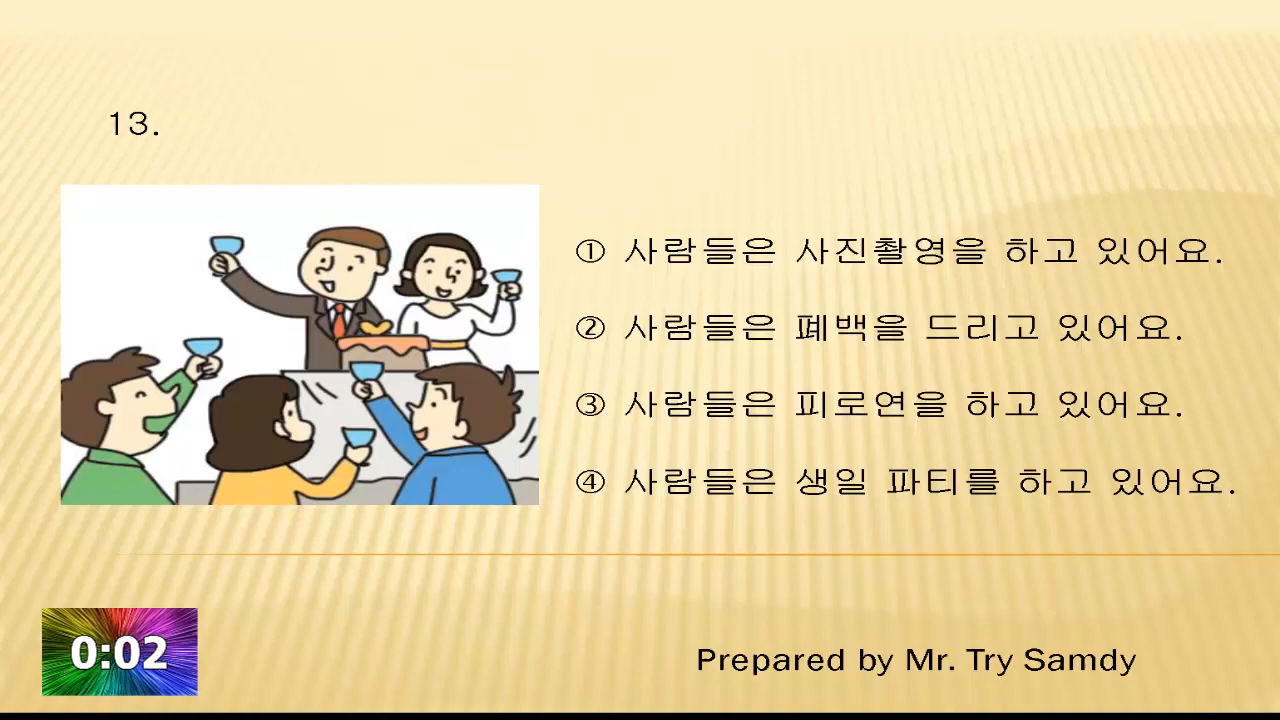 13.
① 사람들은 사진촬영을 하고 있어요.
② 사람들은 폐백을 드리고 있어요.
③ 사람들은 피로연을 하고 있어요.
④ 사람들은 생일 파티를 하고 있어요.
0:02
Prepared by Mr. Try Samdy